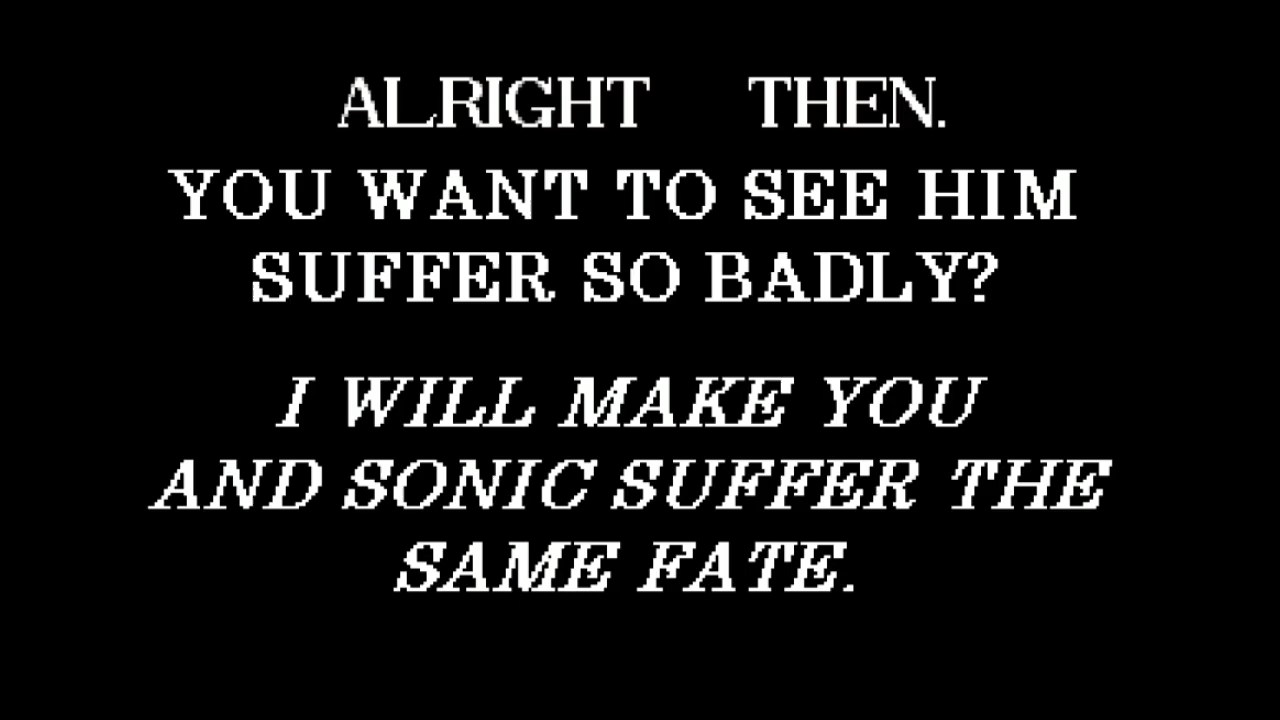 ALRIGHT THEN.
YOU WANT TO SEE HIM
SUFFER SO BADLY?
I WILL MAKE YOU
AND SONIC SUFFER THE
SAME FATE.